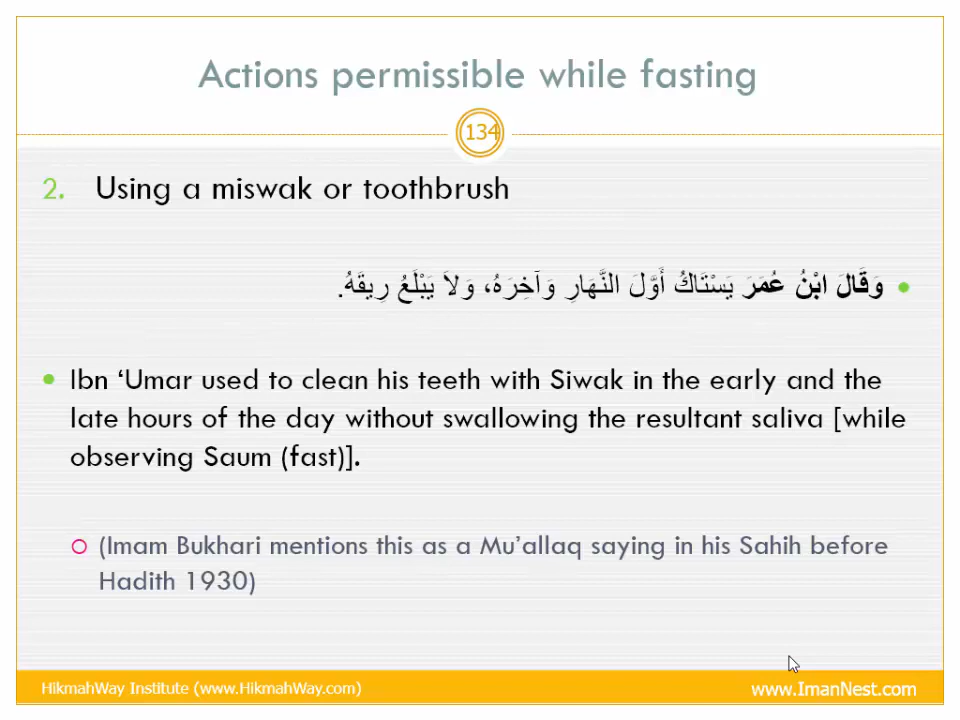 Actions permissible while fasting
134
2. Using a miswak or toothbrush
وَقَالَ ابْنُ عُمَرَ يَسْتَاكُ أَوَّلَ النَّهَارِ وَآخِرَهُ، وَلاَ يَبْلَعُ رِيقَهُ.
Ibn ‘Umar used to clean his teeth with Siwak in the early and the
late hours of the day without swallowing the resultant saliva [while
observing Saum (fast)].
(Imam Bukhari mentions this as a Mu’allaq saying in his Sahih before
Hadith 1930)
HikmahWay Institute (www.HikmahWay.com)
www.ImanNest.com